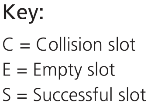 Key:
C = Collision slot
E = Empty slot
S = Successful slot